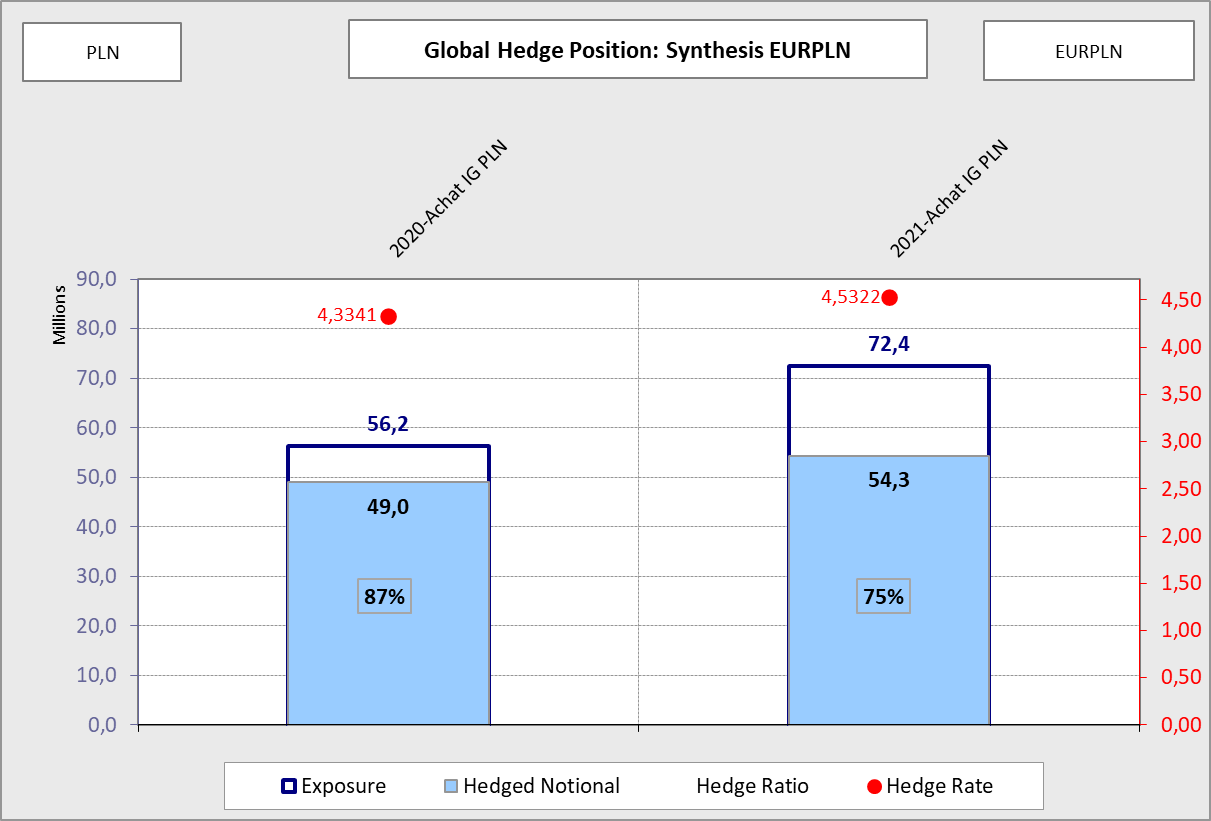 PLN
Global Hedge Position: Synthesis EURPLN
EURPLN
2020-Achat IG PLN
2021-Achat IG PLN
Millions
90,0
80,0
70,0
60,0
50,0
40,0
30,0
20,0
10,0
0,0
4,3341
4,5322
56,2
72,4
49,0
54,3
87%
75%
4,50
4,00
3,50
3,00
2,50
2,00
1,50
1,00
0,50
0,00
Exposure
Hedged Notional
Hedge Ratio
Hedge Rate